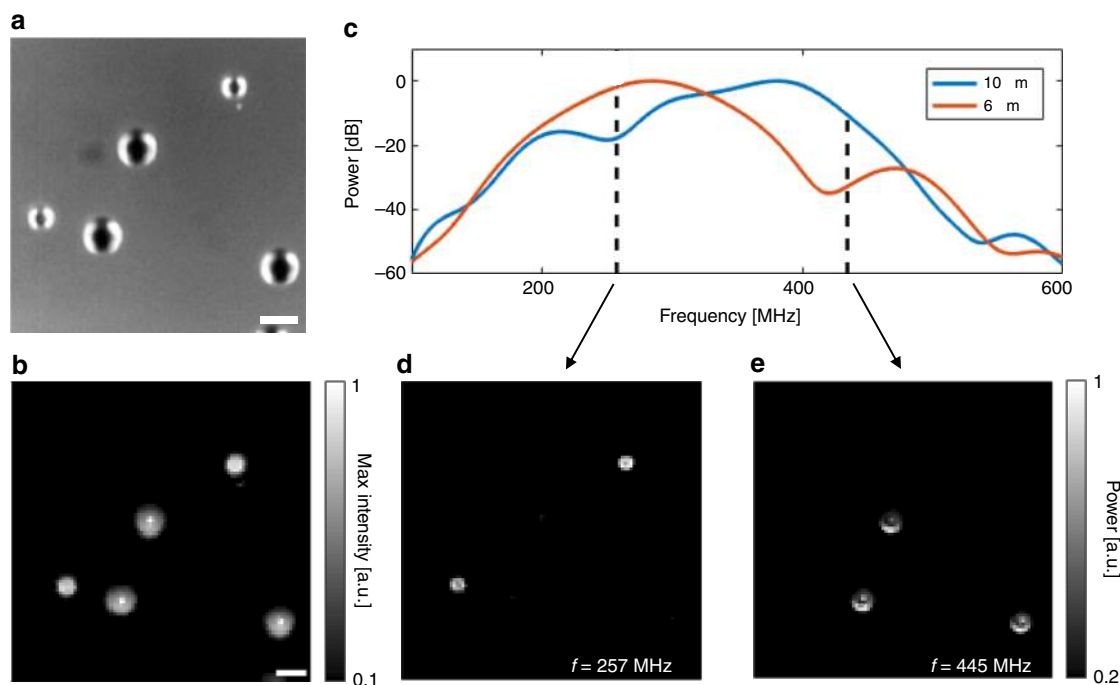 a
c
0
–20
–40
–60
Power [dB]
10 m
6 m
200
400
600
Frequency [MHz]
b
d
e
1
Max intensity [a.u.]
0.1
f = 257 MHz
f = 445 MHz
1
Power [a.u.]
0.2